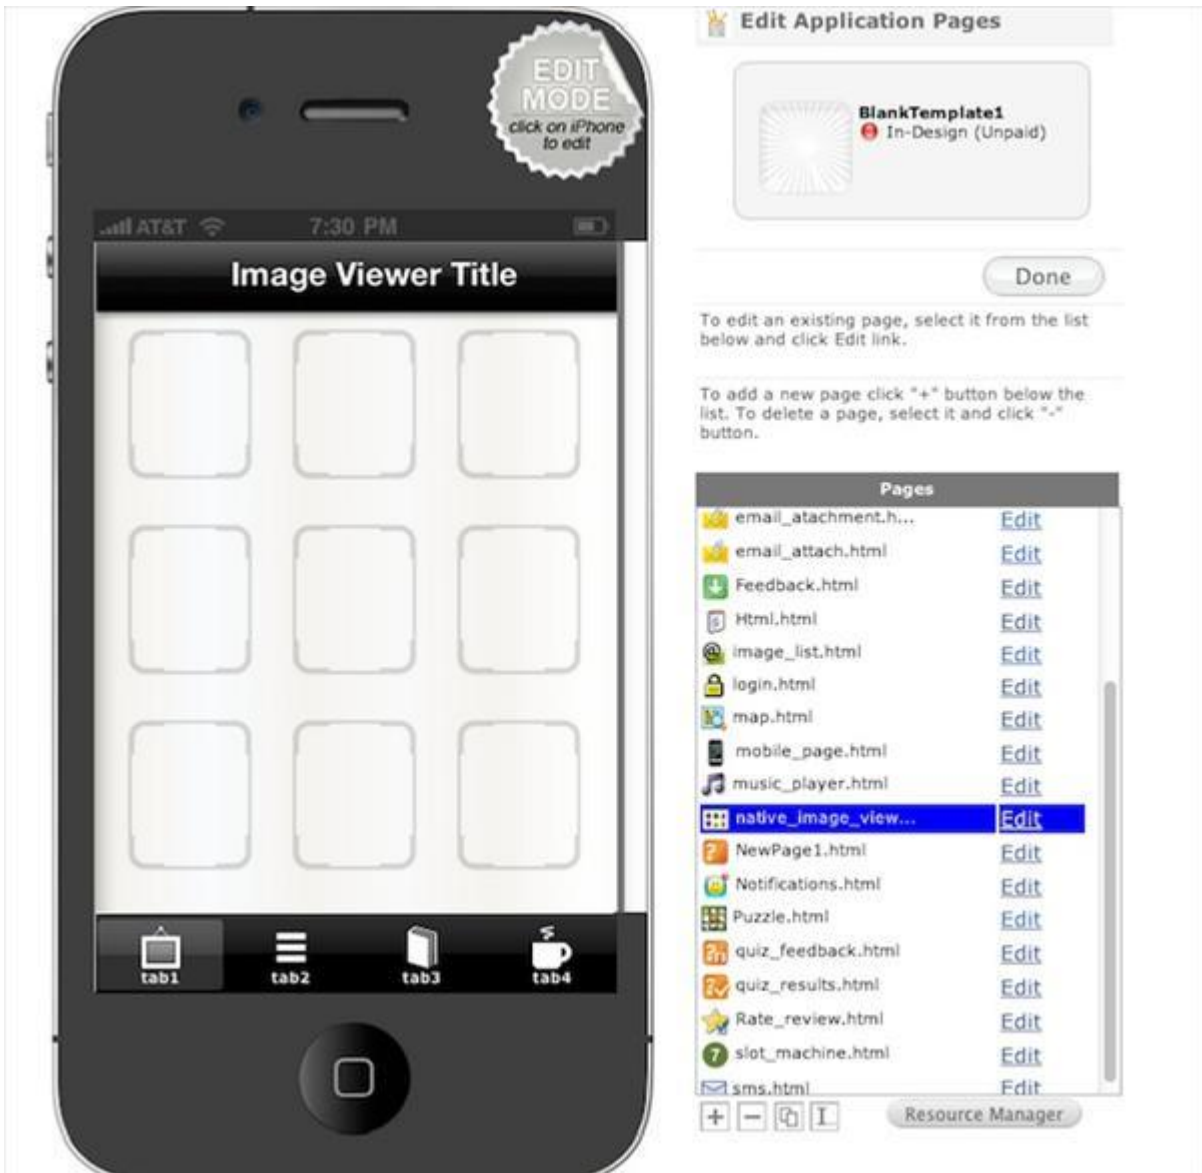 EDIT
MODE
click on iPhone
to edit
AT&T 7:30 PM
Image Viewer Title
tab1 tab2 tab3 tab4
Edit Application Pages
BlankTemplate1
In-Design (Unpaid)
Done
To edit an existing page, select it from the list
below and click Edit link.
To add a new page click "+" button below the
list. To delete a page, select it and click "-"
button.
Pages
email_atachment.h... Edit
email_attach.html Edit
Feedback.html Edit
Html.html Edit
image_list.html Edit
login.html Edit
map.html Edit
mobile_page.html Edit
music_player.html Edit
native_image_view... Edit
NewPage1.html Edit
Notifications.html Edit
Puzzle.html Edit
quiz_feedback.html Edit
quiz_results.html Edit
Rate_review.html Edit
7 slot_machine.html Edit
sms.html Edit
Resource Manager